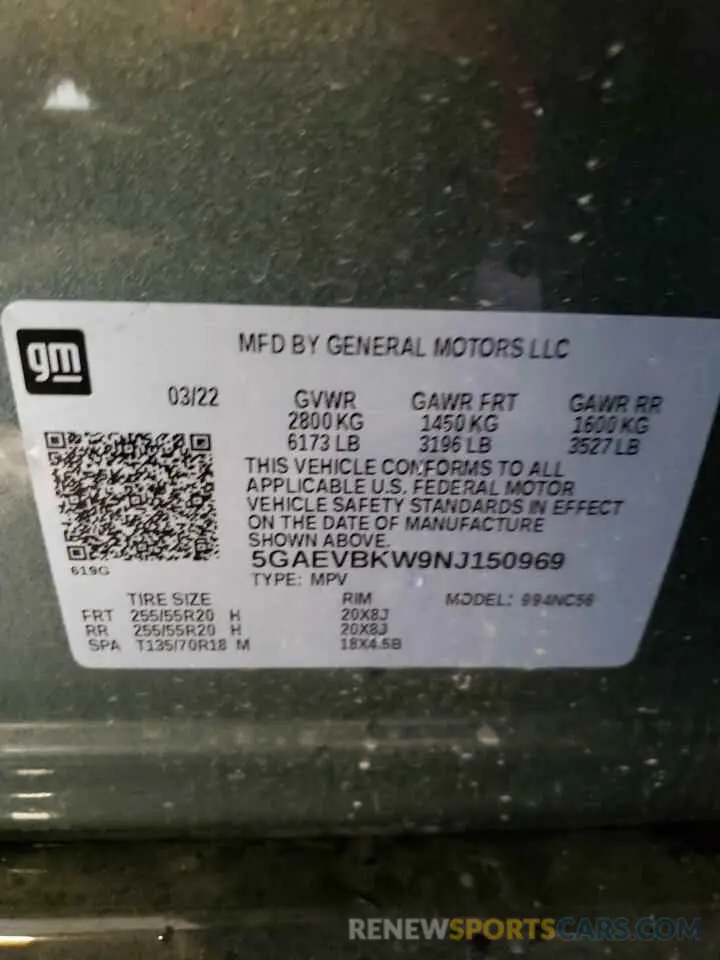 gm
MFD BY GENERAL MOTORS LLC
03/22 GVWR GAWR FRT GAWR RR
2800 KG 1450 KG 1600 KG
6173 LB 3196 LB 3527 LB
THIS VEHICLE CONFORMS TO ALL
APPLICABLE U.S. FEDERAL MOTOR
VEHICLE SAFETY STANDARDS IN EFFECT
ON THE DATE OF MANUFACTURE
SHOWN ABOVE.
619G
5GAEVBKW9NJ150969
TYPE: MPV
TIRE SIZE RIM MODEL: 994NC56
FRT 255/55R20 H 20X8J
RR 255/55R20 H 20X8J
SPA T135/70R18 M 18X4.5B
RENEWSPORTSCARS.COM